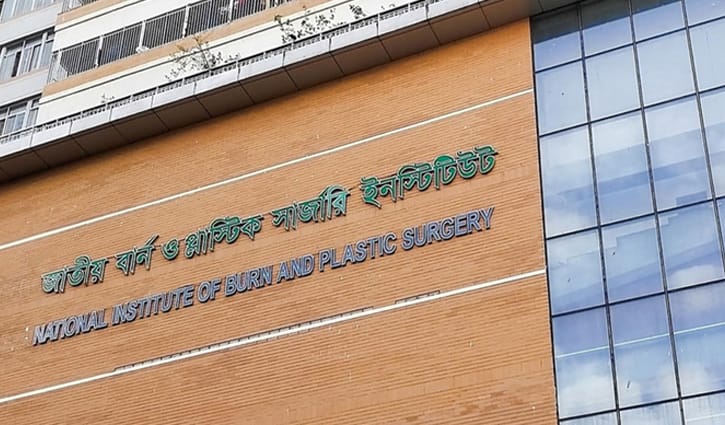 জাতীয় বার্ন ও প্লাস্টিক সার্জারি ইনস্টিটিউট
NATIONAL INSTITUTE OF BURN AND PLASTIC SURGERY